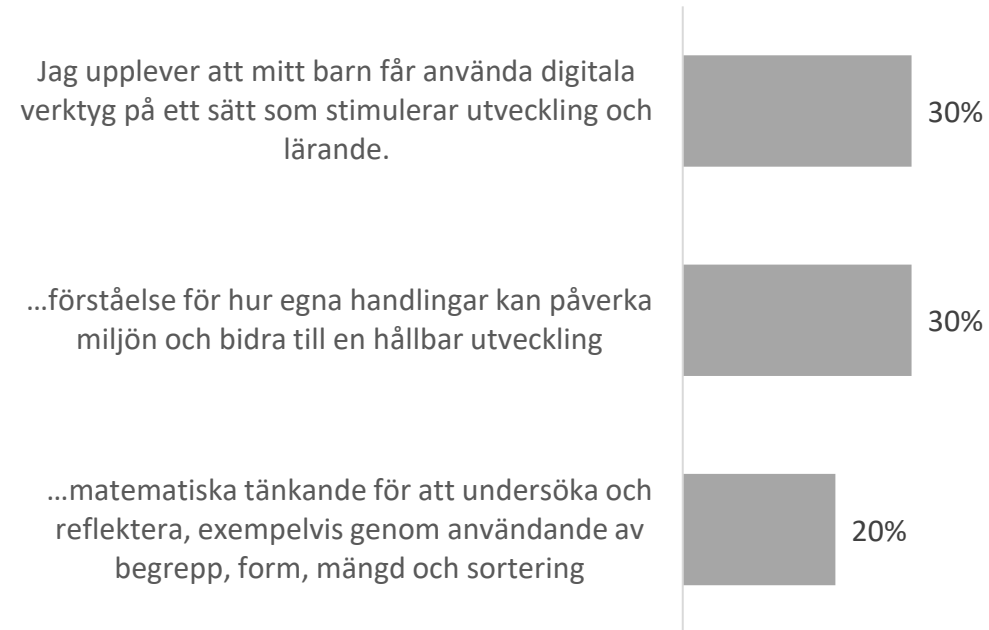 Jag upplever att mitt barn får använda digitala
verktyg på ett sätt som stimulerar utveckling och
lärande.
30%
...förståelse för hur egna handlingar kan påverka
miljön och bidra till en hållbar utveckling
30%
...matematiska tänkande för att undersöka och
reflektera, exempelvis genom användande av
begrepp, form, mängd och sortering
20%